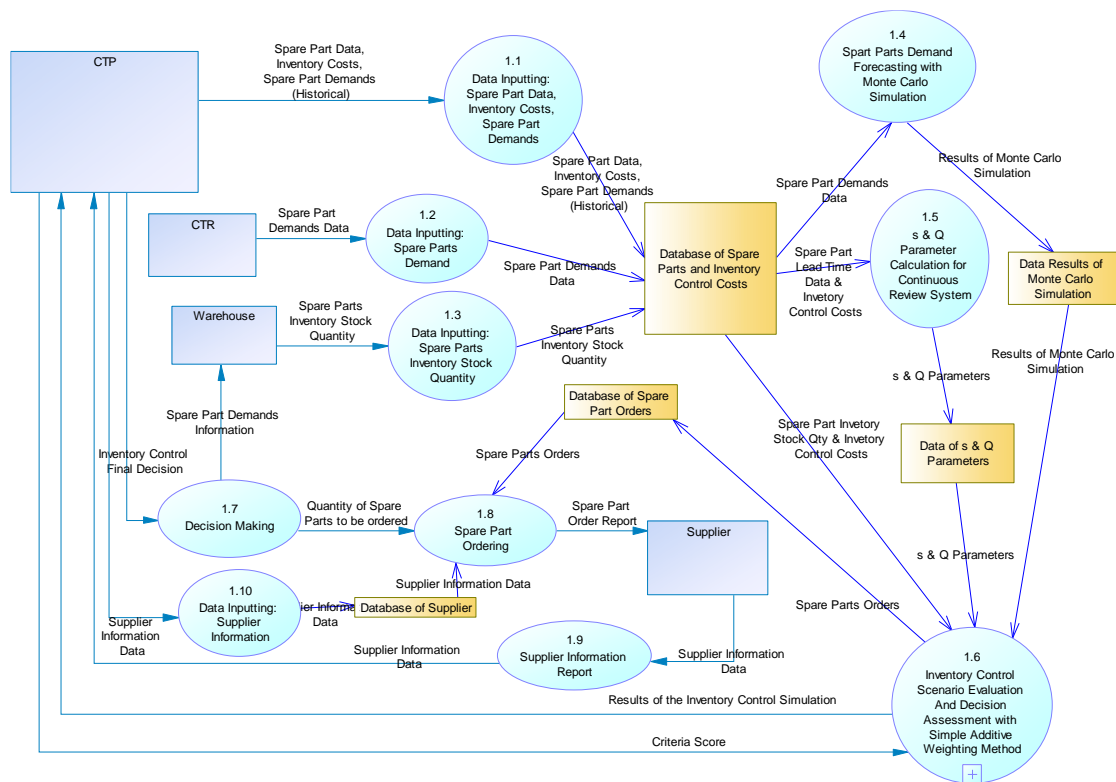 CTP
Spare Part Data,
Inventory Costs,
Spare Part Demands
(Historical)
1.1
Data Inputting:
Spare Part Data,
Inventory Costs,
Spare Part
Demands
1.4
Spart Parts Demand
Forecasting with
Monte Carlo
Simulation
Spare Part Data,
Inventory Costs,
Spare Part Demands
(Historical)
Results of Monte Carlo
Simulation
Spare Part Demands
Data
CTR
Spare Part
Demands Data
1.2
Data Inputting:
Spare Parts
Demand
Spare Part Demands
Data
Database of Spare
Parts and Inventory
Control Costs
Spare Part
Lead Time
Data &
Invetory
Control Costs
1.5
s & Q
Parameter
Calculation for
Continuous
Review System
Data Results of
Monte Carlo
Simulation
Warehouse
Spare Parts
Inventory Stock
Quantity
1.3
Data Inputting:
Spare Parts
Inventory Stock
Quantity
Spare Parts
Inventory Stock
Quantity
Results of Monte Carlo
Simulation
s & Q Parameters
Database of Spare
Part Orders
Spare Part Demands
Information
Spare Part Invetory
Stock Qty & Invetory
Control Costs
Data of s & Q
Parameters
Inventory Control
Final Decision
Spare Parts Orders
1.7
Decision Making
Quantity of Spare
Parts to be ordered
1.8
Spare Part
Ordering
Spare Part
Order Report
Supplier
s & Q Parameters
Supplier Information Data
1.10
Data Inputting:
Supplier
Information
ier Informa
Data
Database of Supplier
Spare Parts Orders
Supplier
Information
Data
Supplier Information
Data
1.9
Supplier Information
Report
Supplier Information
Data
1.6
Inventory Control
Scenario Evaluation
And Decision
Assessment with
Simple Additive
Weighting Method
Results of the Inventory Control Simulation
Criteria Score